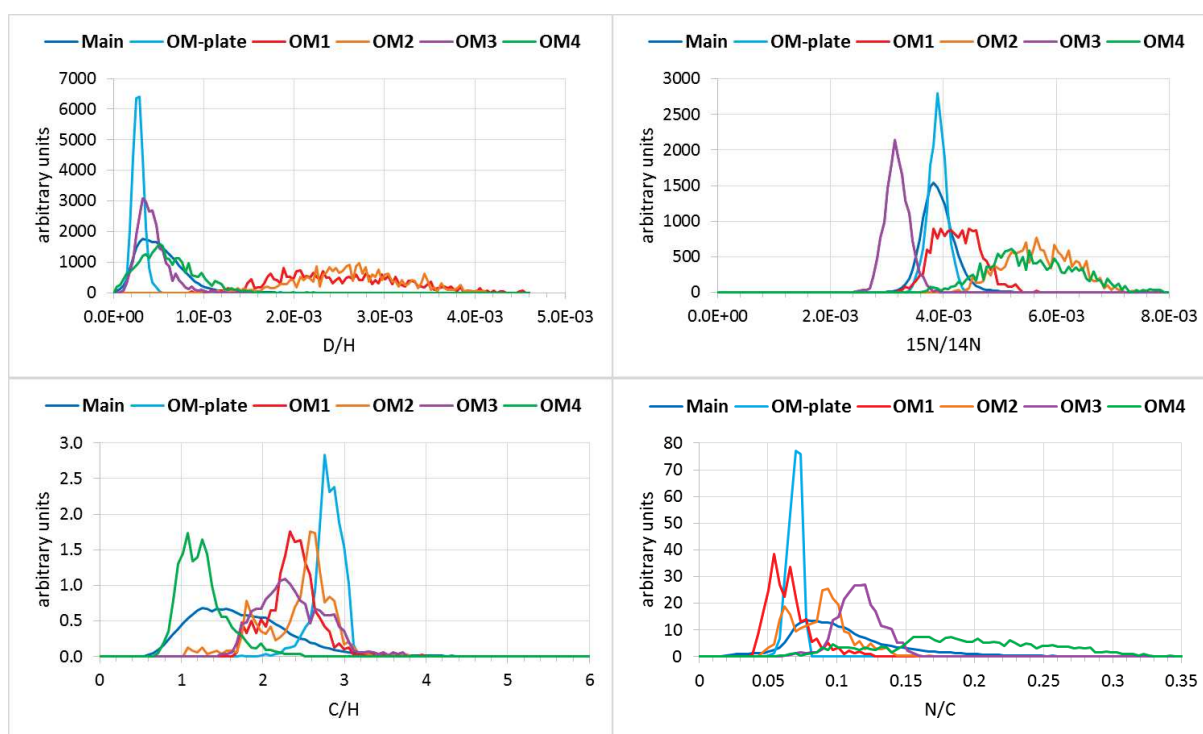 Main OM-plate OM1 OM2 OM3 OM4
7000
6000
5000
4000
3000
2000
1000
0
arbitrary units
0.0E+00 1.0E-03 2.0E-03 3.0E-03 4.0E-03 5.0E-03
D/H
Main OM-plate OM1 OM2 OM3 OM4
3000
2500
2000
1500
1000
500
0
arbitrary units
0.0E+00 2.0E-03 4.0E-03 6.0E-03 8.0E-03
15N/14N
Main OM-plate OM1 OM2 OM3 OM4
3.0
2.5
2.0
1.5
1.0
0.5
0.0
arbitrary units
0 1 2 3 4 5 6
C/H
Main OM-plate OM1 OM2 OM3 OM4
80
70
60
50
40
30
20
10
0
arbitrary units
0 0.05 0.1 0.15 0.2 0.25 0.3 0.35
N/C